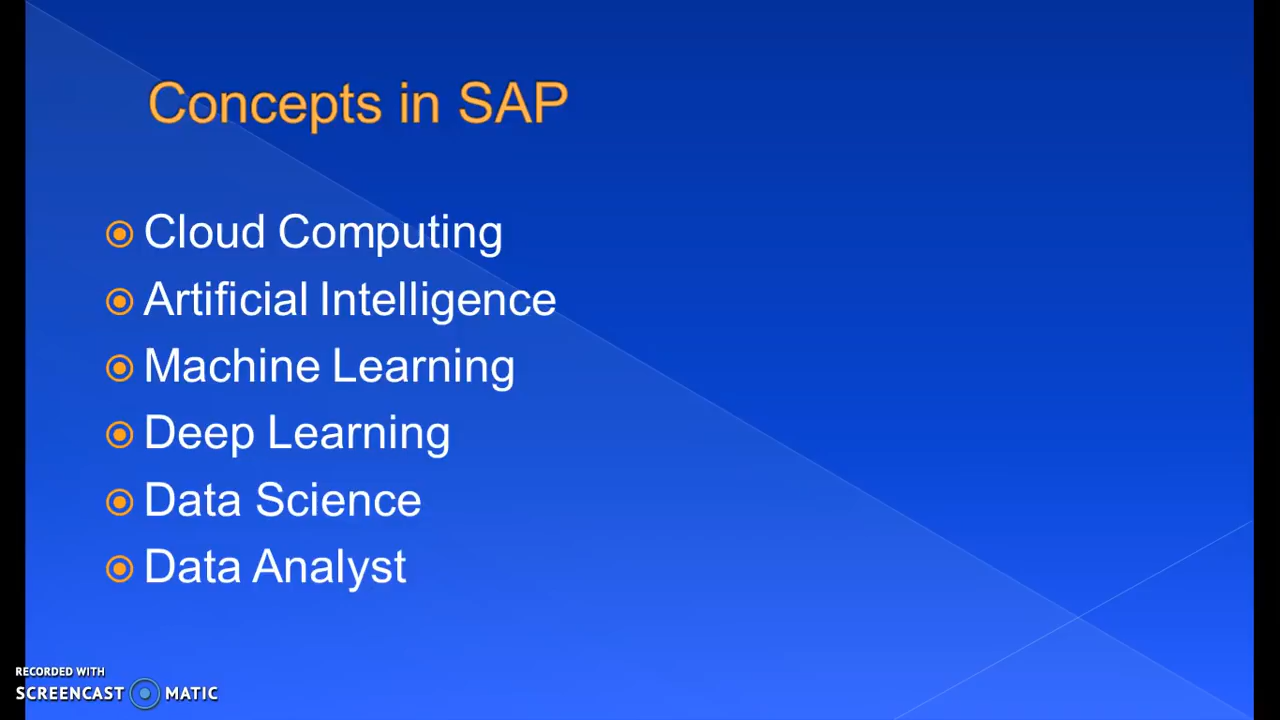 Concepts in SAP
Cloud Computing
Artificial Intelligence
Machine Learning
Deep Learning
Data Science
Data Analyst
RECORDED WITH
SCREENCAST MATIC